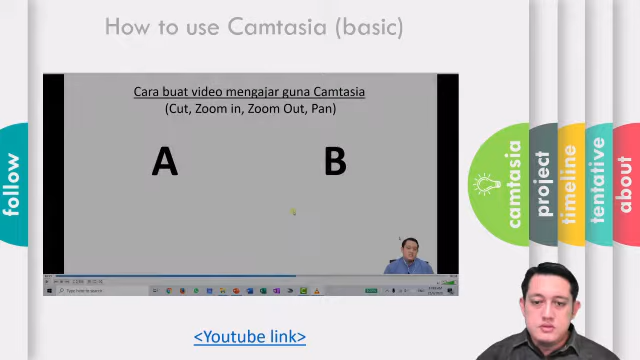 How to use Camtasia (basic)
Cara buat video mengajar guna Camtasia
(Cut, Zoom in, Zoom Out, Pan)
A B
<Youtube link>
follow
camtasia
project
timeline
tentative
about